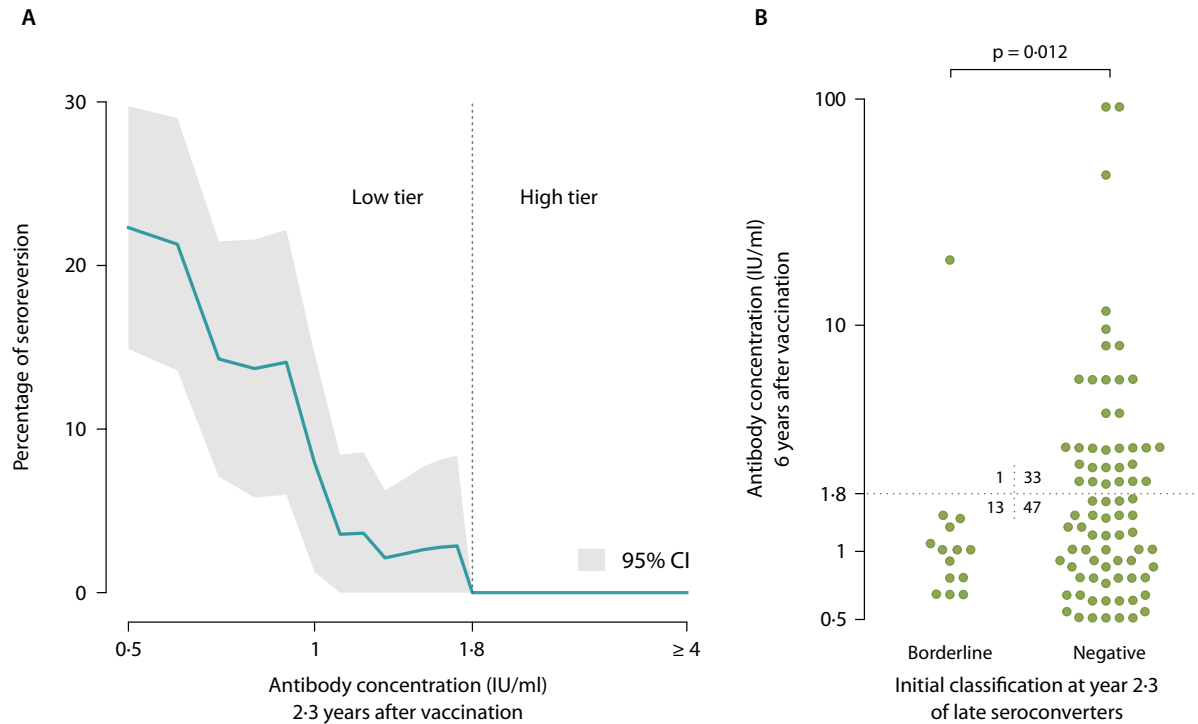 A
30
20
10
0
Percentage of seroreversion
Low tier
High tier
95% CI
0·5
1
1·8
≥ 4
Antibody concentration (IU/ml)
2·3 years after vaccination
B
p = 0·012
100
10
1·8
1
0·5
Antibody concentration (IU/ml)
6 years after vaccination
1 33
13 47
Borderline
Negative
Initial classification at year 2·3
of late seroconverters